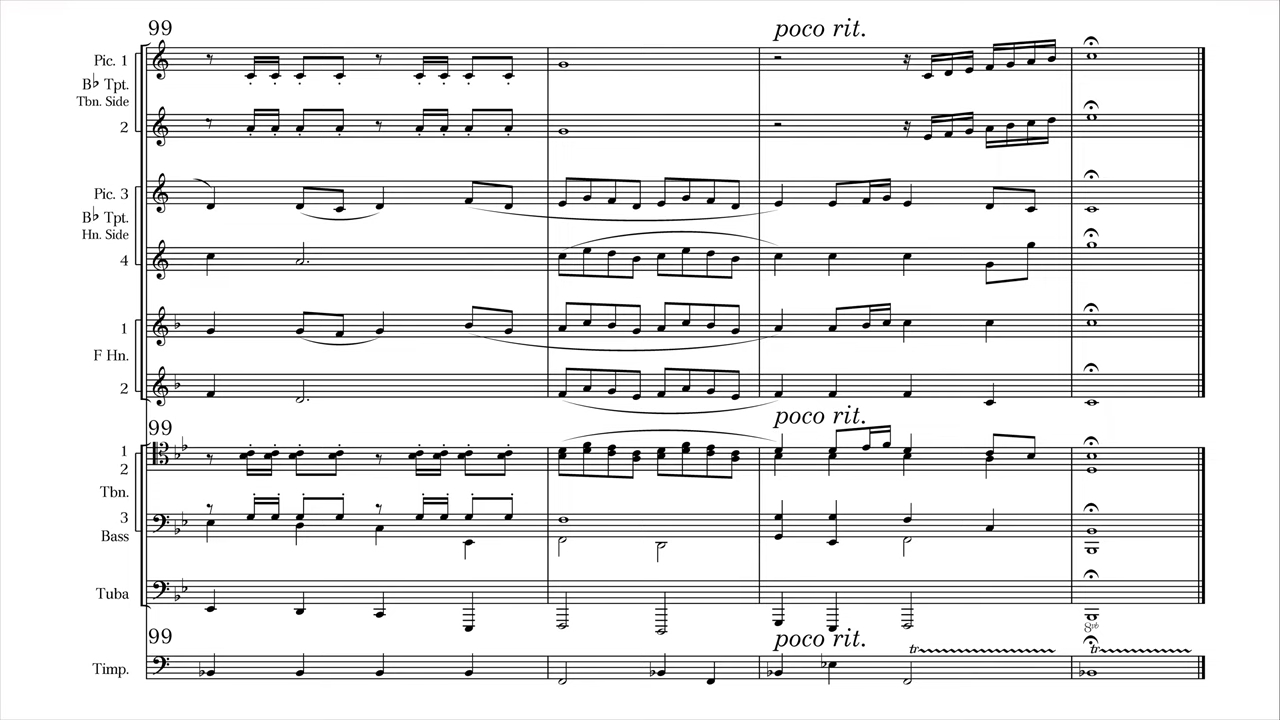 99
poco rit.
Pic. 1
B♭ Tpt.
Tbn. Side
2
Pic. 3
B♭ Tpt.
Hn. Side
4
1
F Hn.
2
99
poco rit.
1
2
Tbn.
3
Bass
Tuba
99
poco rit.
8vb
tr
tr
Timp.